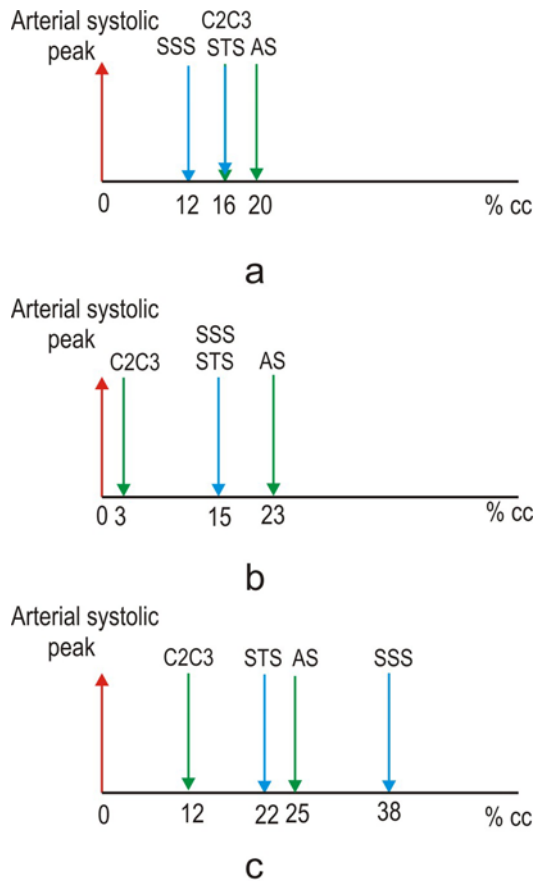 Arterial systolic
peak
C2C3
SSS STS AS
0 12 16 20 % cc
a
Arterial systolic
peak
SSS
C2C3 STS AS
0 3 15 23 % cc
b
Arterial systolic
peak
C2C3 STS AS SSS
0 12 22 25 38 % cc
c